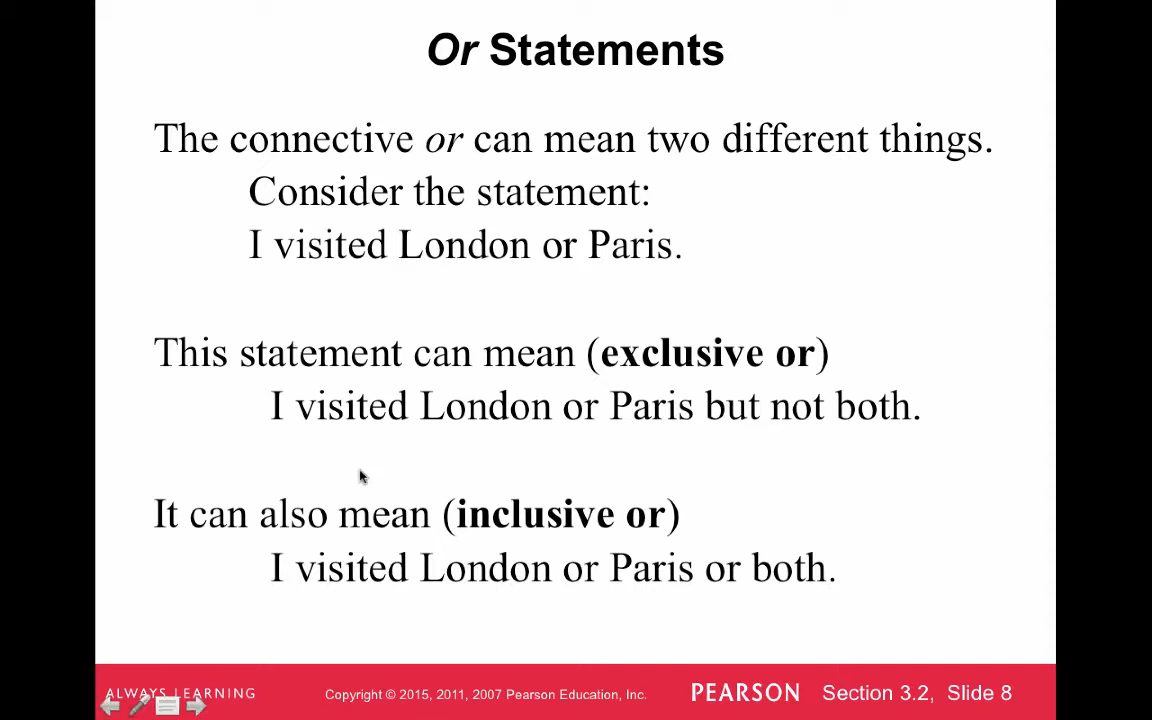 Or Statements
The connective or can mean two different things.
Consider the statement:
I visited London or Paris.
This statement can mean (exclusive or)
I visited London or Paris but not both.
It can also mean (inclusive or)
I visited London or Paris or both.
ALWAYS LEARNING Copyright © 2015, 2011, 2007 Pearson Education, Inc. PEARSON Section 3.2, Slide 8